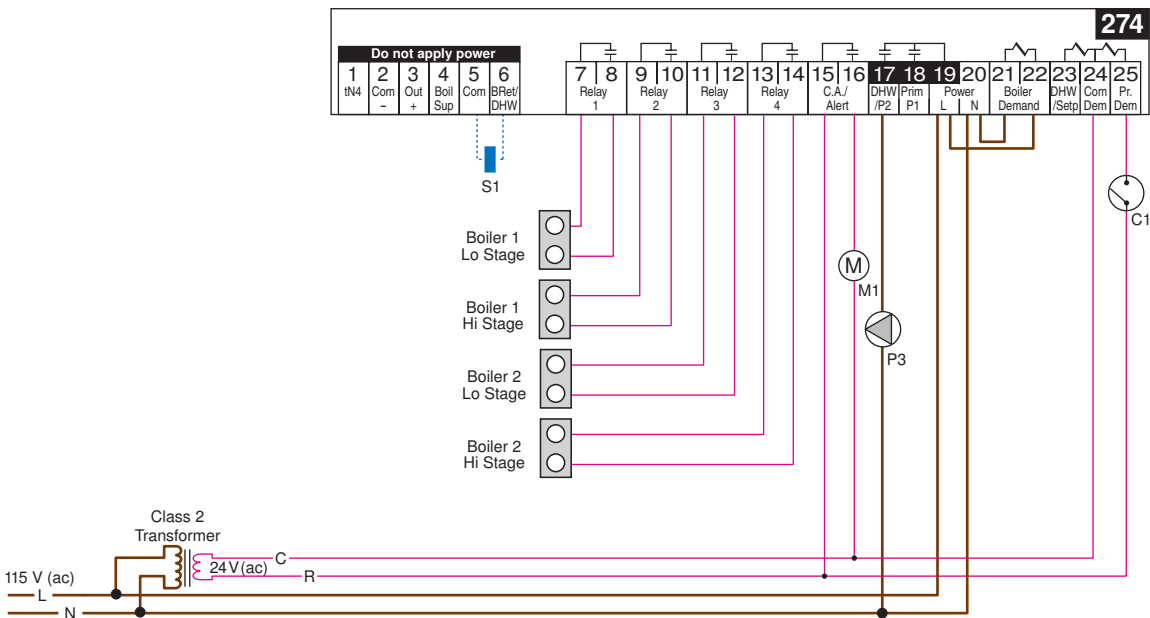 274
Do not apply power
1 2 3 4 5 6 7 8 9 10 11 12 13 14 15 16 17 18 19 20 21 22 23 24 25
tN4 Com Out Boil Com BRet/ Relay Relay Relay Relay C.A./ DHW Prim Power Boiler DHW Com Pr.
– + Sup DHW 1 2 3 4 Alert /P2 P1 L N Demand /Setp Dem Dem
S1
C1
Boiler 1
Lo Stage
M
M1
Boiler 1
Hi Stage
P3
Boiler 2
Lo Stage
Boiler 2
Hi Stage
Class 2
Transformer
C
24V(ac)
R
115 V (ac)
L
N